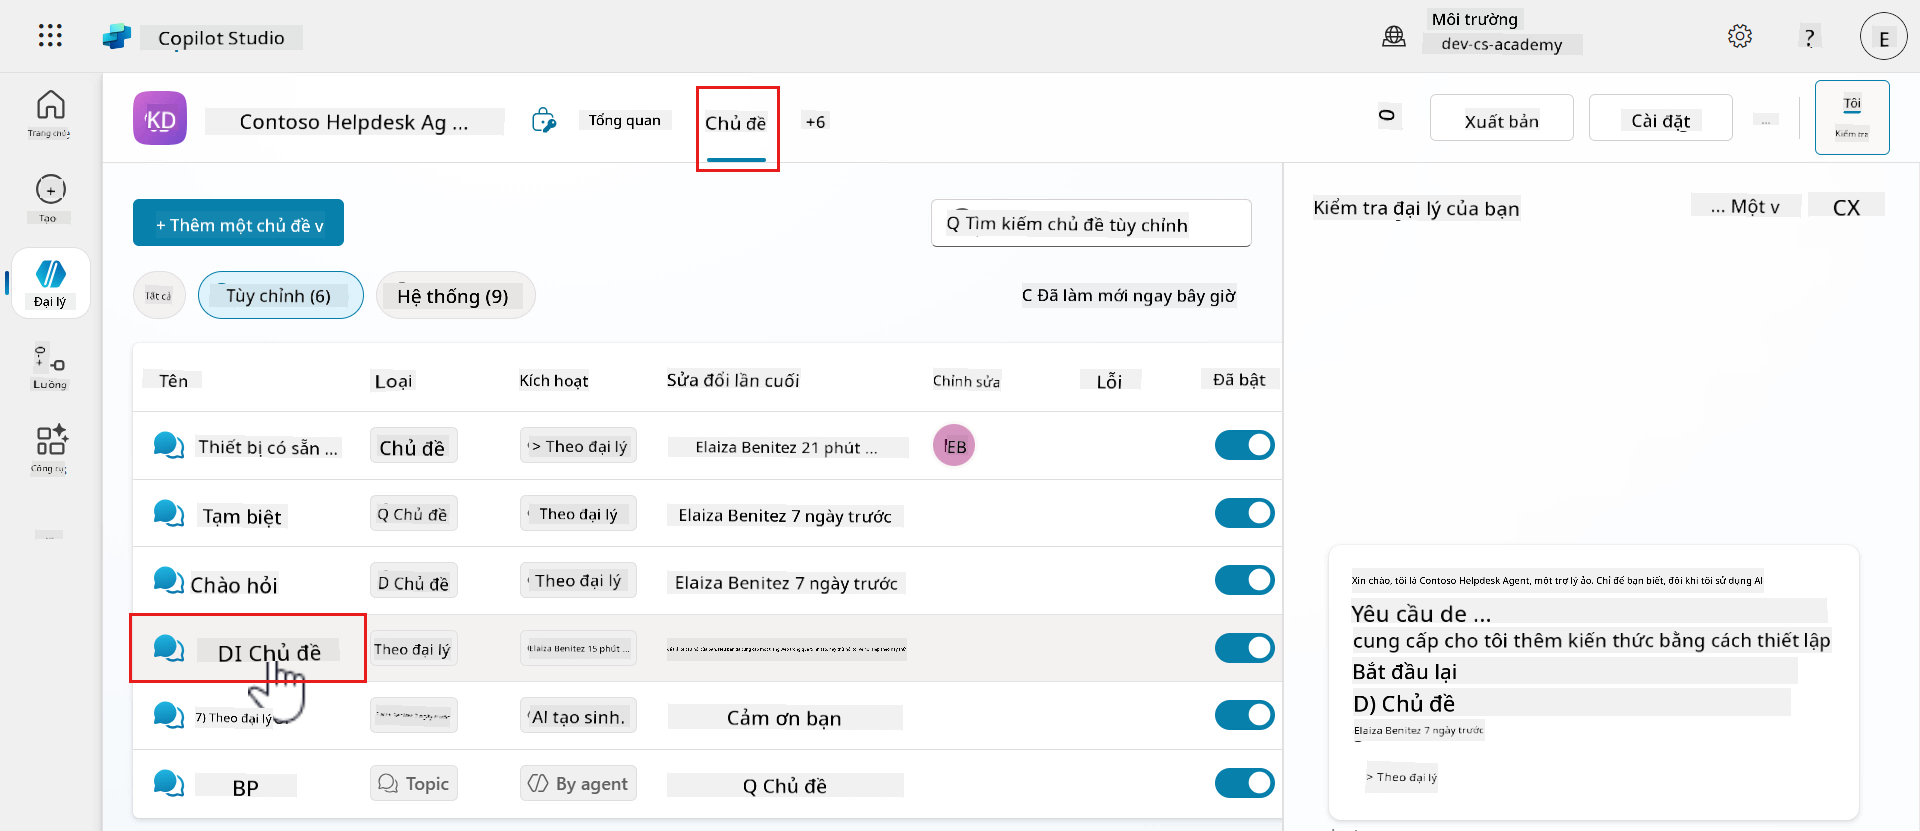 Copilot Studio
Môi trường
dev-cs-academy
?
E
Trang chủ
KD
Contoso Helpdesk Ag ...
Tổng quan
Chủ đề
+6
Xuất bản
Cài đặt
...
Tôi
Kiểm tra
Tạo
+ Thêm một chủ đề v
Q Tìm kiếm chủ đề tùy chỉnh
Kiểm tra đại lý của bạn
... Một v
CX
Đại lý
Tất cả
Tùy chỉnh (6)
Hệ thống (9)
C Đã làm mới ngay bây giờ
Luồng
Tên
Loại
Kích hoạt
Sửa đổi lần cuối
Chỉnh sửa
Lỗi
Đã bật
Thiết bị có sẵn ...
Chủ đề
> Theo đại lý
Elaiza Benitez 21 phút ...
EB
Công cụ;
Tạm biệt
Q Chủ đề
Theo đại lý
Elaiza Benitez 7 ngày trước
...
Chào hỏi
D Chủ đề
Theo đại lý
Elaiza Benitez 7 ngày trước
DI Chủ đề
Theo đại lý
Elaiza Benitez 15 phút ...
7) Theo đại lý
AI tạo sinh.
Cảm ơn bạn
BP
Topic
By agent
Q Chủ đề
Xin chào, tôi là Contoso Helpdesk Agent, một trợ lý ảo. Chỉ để bạn biết, đôi khi tôi sử dụng AI
Yêu cầu de ...
cung cấp cho tôi thêm kiến thức bằng cách thiết lập
Bắt đầu lại
D) Chủ đề
Elaiza Benitez 7 ngày trước
> Theo đại lý